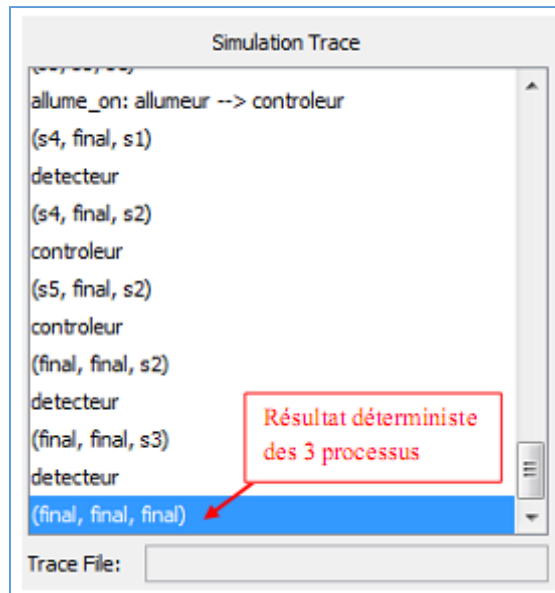 Simulation Trace
allume_on: allumeur --> controleur
(s4, final, s1)
detecteur
(s4, final, s2)
controleur
(s5, final, s2)
controleur
(final, final, s2)
detecteur
(final, final, s3)
detecteur
(final, final, final)
Résultat déterministe
des 3 processus
Trace File: